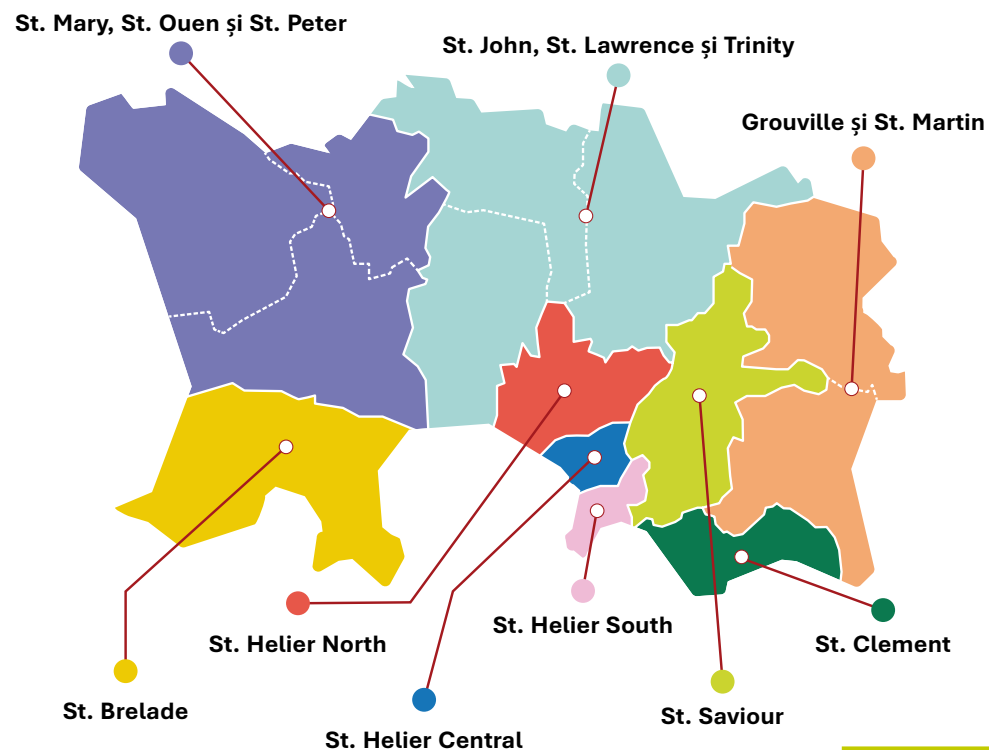 St. Mary, St. Ouen și St. Peter
St. John, St. Lawrence și Trinity
Grouville și St. Martin
St. Helier South
St. Helier North
St. Clement
St. Brelade
St. Saviour
St. Helier Central